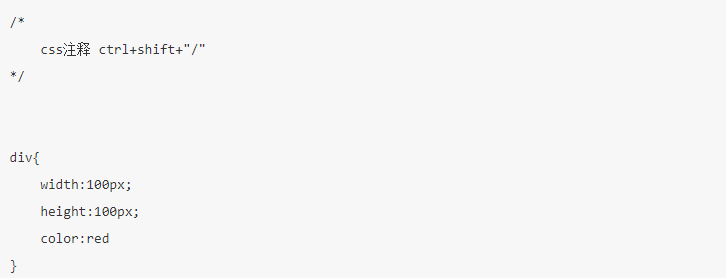 /*
    css注释 ctrl+shift+"/"
*/
div{
    width:100px;
    height:100px;
    color:red
}